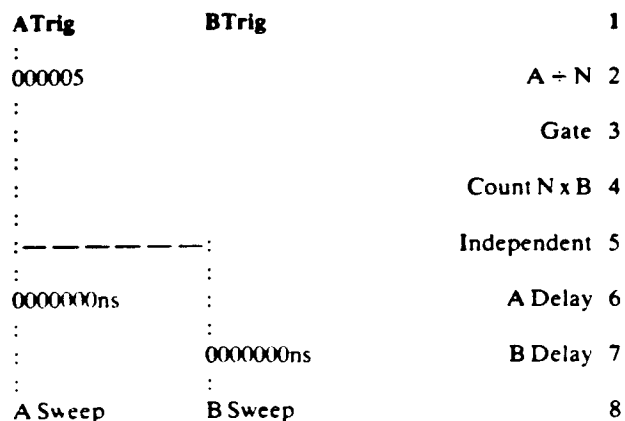 ATrig BTrig 1
:
000005 A ÷ N 2
:
: Gate 3
:
: Count N x B 4
:
:— — — — — —: Independent 5
: :
0000000ns : A Delay 6
: :
: 0000000ns B Delay 7
: :
A Sweep B Sweep 8